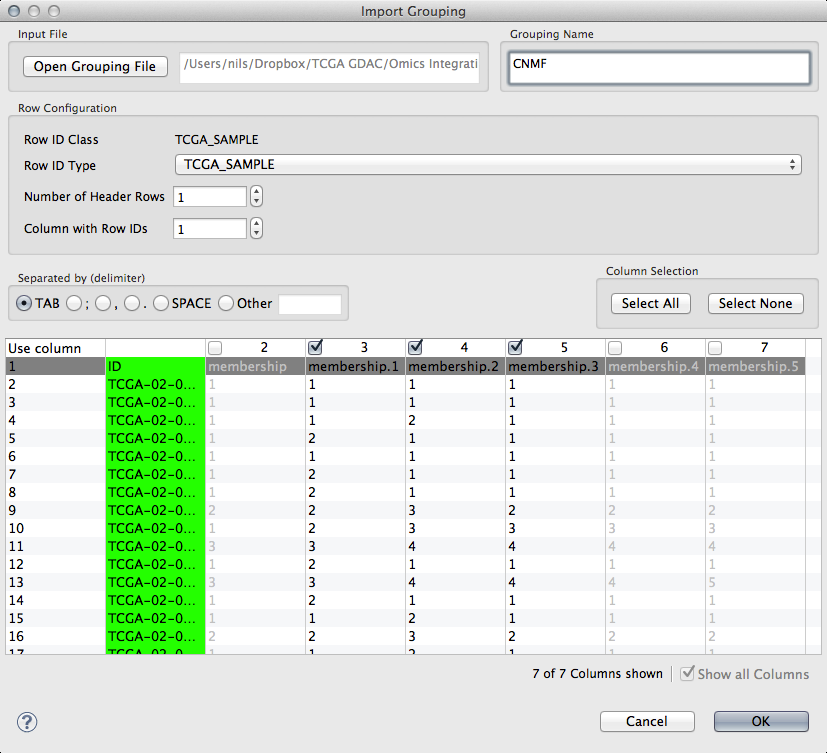 Import Grouping
Input File
Grouping Name
Open Grouping File
/Users/nils/Dropbox/TCGA GDAC/Omics Integrati
CNMF
Row Configuration
Row ID Class TCGA_SAMPLE
Row ID Type TCGA_SAMPLE
Number of Header Rows 1
Column with Row IDs 1
Separated by (delimiter)
Column Selection
TAB ; , . SPACE Other
Select All Select None
Use column 2 3 4 5 6 7
1 ID membership membership.1 membership.2 membership.3 membership.4 membership.5
2 TCGA-02-0... 1 1 1 1 1 1
3 TCGA-02-0... 1 1 1 1 1 1
4 TCGA-02-0... 1 1 2 1 1 1
5 TCGA-02-0... 1 2 1 1 1 1
6 TCGA-02-0... 1 1 1 1 1 1
7 TCGA-02-0... 1 2 1 1 1 1
8 TCGA-02-0... 1 2 1 1 1 1
9 TCGA-02-0... 2 2 3 2 2 2
10 TCGA-02-0... 1 2 3 3 3 3
11 TCGA-02-0... 3 3 4 4 4 4
12 TCGA-02-0... 1 2 1 1 1 1
13 TCGA-02-0... 3 3 4 4 4 5
14 TCGA-02-0... 1 2 1 1 1 1
15 TCGA-02-0... 1 1 2 1 1 1
16 TCGA-02-0... 2 2 3 2 2 2
17 TCGA-02-0... 1 1 2 1 1 1
7 of 7 Columns shown Show all Columns
? Cancel OK